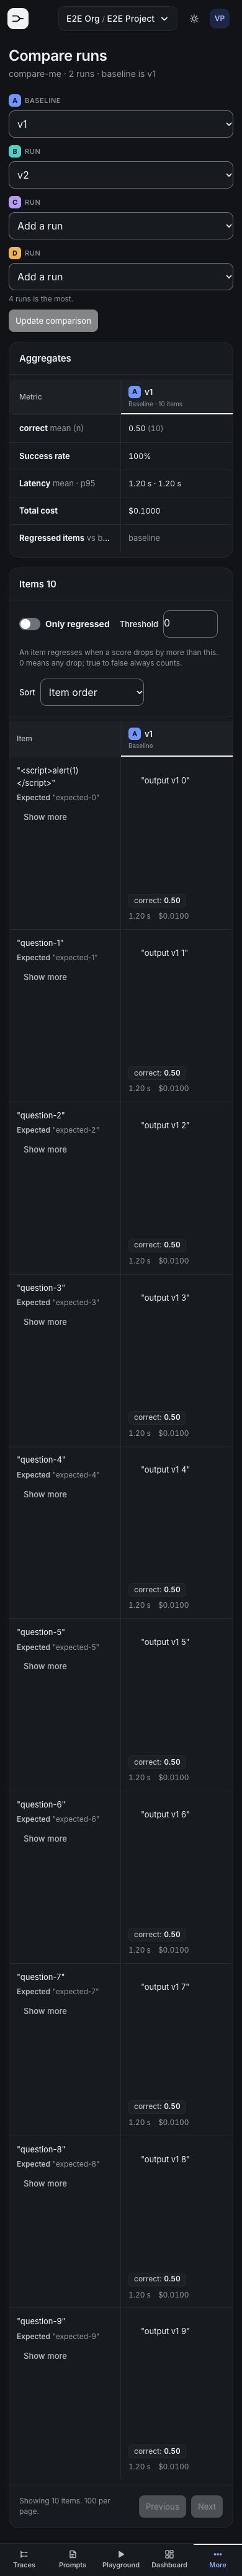 E2E Org / E2E Project
VP
Compare runs
compare-me · 2 runs · baseline is v1
A BASELINE
v1
B RUN
v2
C RUN
Add a run
D RUN
Add a run
4 runs is the most.
Update comparison
Aggregates
Metric
A v1
Baseline · 10 items
correct mean (n)
0.50 (10)
Success rate
100%
Latency mean · p95
1.20 s · 1.20 s
Total cost
$0.1000
Regressed items vs b...
baseline
Items 10
Only regressed
Threshold
0
An item regresses when a score drops by more than this.
0 means any drop; true to false always counts.
Sort
Item order
Item
A v1
Baseline
"<script>alert(1)
</script>"
Expected "expected-0"
Show more
"output v1 0"
correct: 0.50
1.20 s $0.0100
"question-1"
Expected "expected-1"
Show more
"output v1 1"
correct: 0.50
1.20 s $0.0100
"question-2"
Expected "expected-2"
Show more
"output v1 2"
correct: 0.50
1.20 s $0.0100
"question-3"
Expected "expected-3"
Show more
"output v1 3"
correct: 0.50
1.20 s $0.0100
"question-4"
Expected "expected-4"
Show more
"output v1 4"
correct: 0.50
1.20 s $0.0100
"question-5"
Expected "expected-5"
Show more
"output v1 5"
correct: 0.50
1.20 s $0.0100
"question-6"
Expected "expected-6"
Show more
"output v1 6"
correct: 0.50
1.20 s $0.0100
"question-7"
Expected "expected-7"
Show more
"output v1 7"
correct: 0.50
1.20 s $0.0100
"question-8"
Expected "expected-8"
Show more
"output v1 8"
correct: 0.50
1.20 s $0.0100
"question-9"
Expected "expected-9"
Show more
"output v1 9"
correct: 0.50
1.20 s $0.0100
Showing 10 items. 100 per
page.
Previous
Next
Traces
Prompts
Playground
Dashboard
More